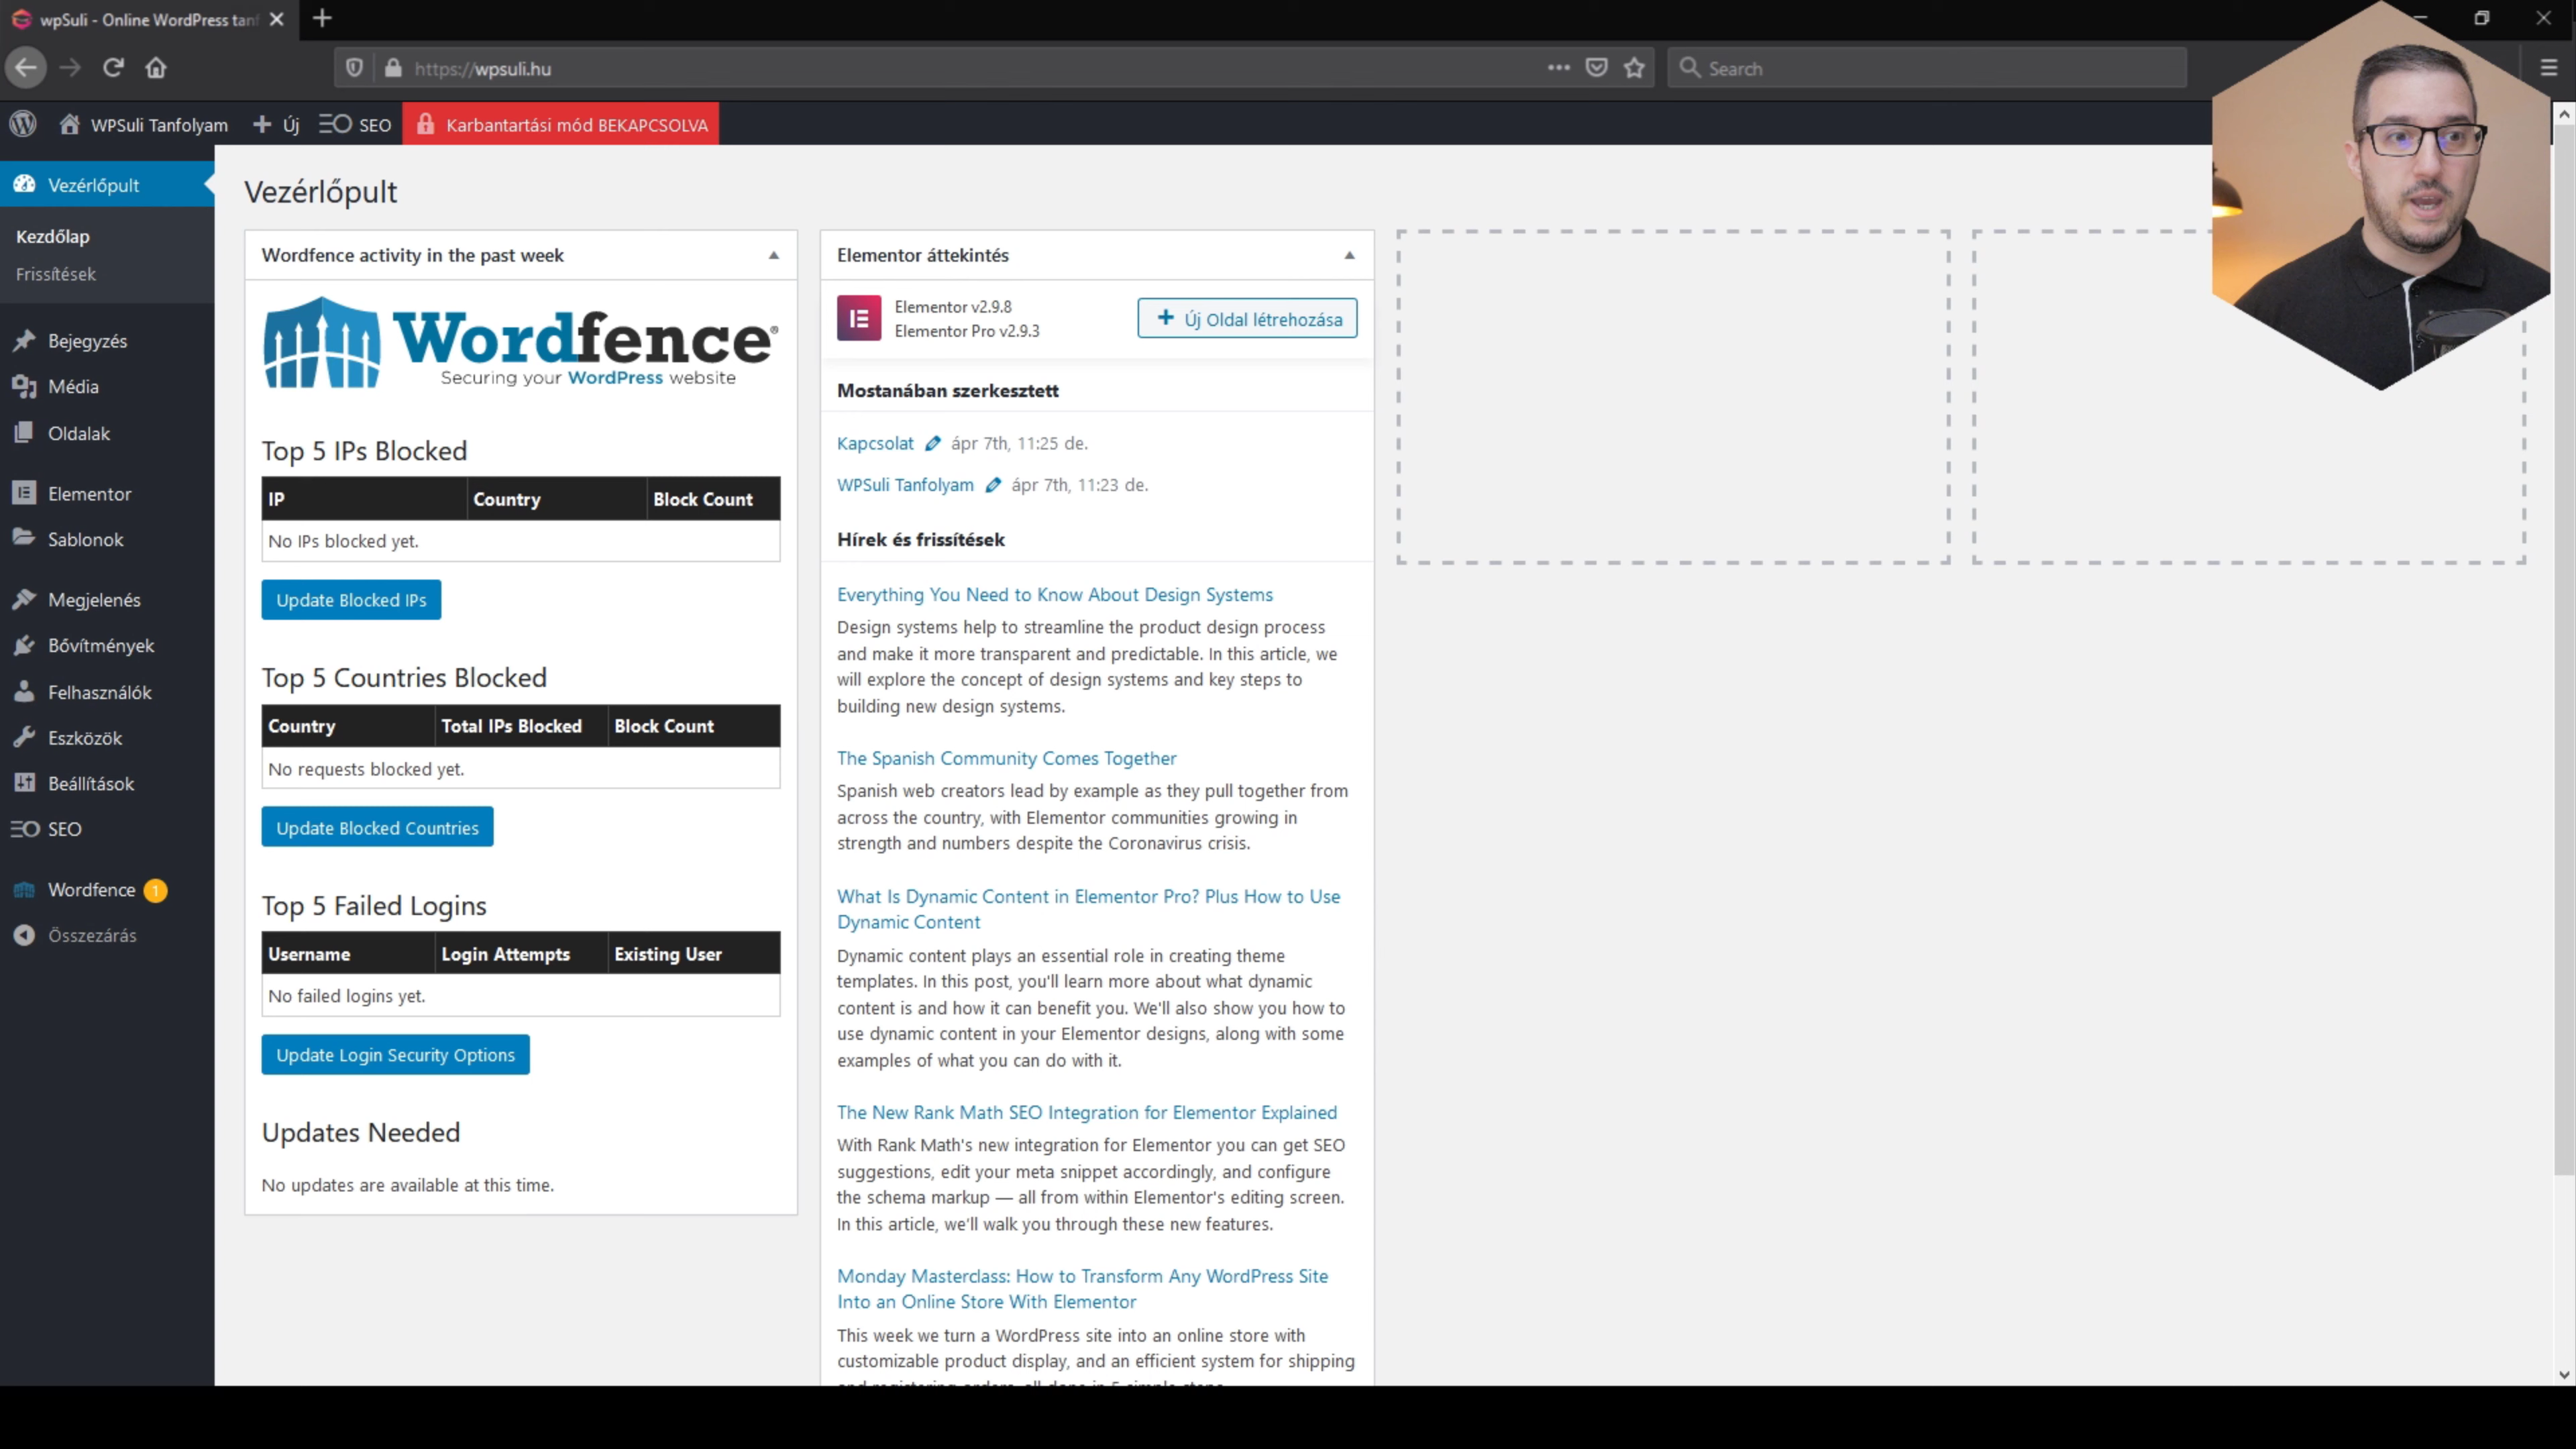 wpSuli - Online WordPress tanf
https://wpsuli.hu
Search
WPSuli Tanfolyam
Új
SEO
Karbantartási mód BEKAPCSOLVA
Vezérlőpult
Kezdőlap
Frissítések
Bejegyzés
Média
Oldalak
Elementor
Sablonok
Megjelenés
Bővítmények
Felhasználók
Eszközök
Beállítások
SEO
Wordfence 1
Összezárás
Vezérlőpult
Wordfence activity in the past week
Wordfence®
Securing your WordPress website
Top 5 IPs Blocked
IP Country Block Count
No IPs blocked yet.
Update Blocked IPs
Top 5 Countries Blocked
Country Total IPs Blocked Block Count
No requests blocked yet.
Update Blocked Countries
Top 5 Failed Logins
Username Login Attempts Existing User
No failed logins yet.
Update Login Security Options
Updates Needed
No updates are available at this time.
Elementor áttekintés
Elementor v2.9.8
Elementor Pro v2.9.3
Új Oldal létrehozása
Mostanában szerkesztett
Kapcsolat ápr 7th, 11:25 de.
WPSuli Tanfolyam ápr 7th, 11:23 de.
Hírek és frissítések
Everything You Need to Know About Design Systems
Design systems help to streamline the product design process
and make it more transparent and predictable. In this article, we
will explore the concept of design systems and key steps to
building new design systems.
The Spanish Community Comes Together
Spanish web creators lead by example as they pull together from
across the country, with Elementor communities growing in
strength and numbers despite the Coronavirus crisis.
What Is Dynamic Content in Elementor Pro? Plus How to Use
Dynamic Content
Dynamic content plays an essential role in creating theme
templates. In this post, you'll learn more about what dynamic
content is and how it can benefit you. We'll also show you how to
use dynamic content in your Elementor designs, along with some
examples of what you can do with it.
The New Rank Math SEO Integration for Elementor Explained
With Rank Math's new integration for Elementor you can get SEO
suggestions, edit your meta snippet accordingly, and configure
the schema markup — all from within Elementor's editing screen.
In this article, we'll walk you through these new features.
Monday Masterclass: How to Transform Any WordPress Site
Into an Online Store With Elementor
This week we turn a WordPress site into an online store with
customizable product display, and an efficient system for shipping